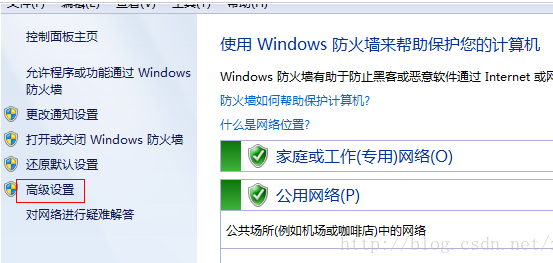 控制面板主页
允许程序或功能通过 Windows
防火墙
更改通知设置
打开或关闭 Windows 防火墙
还原默认设置
高级设置
对网络进行疑难解答
使用 Windows 防火墙来帮助保护您的计算机
Windows 防火墙有助于防止黑客或恶意软件通过 Internet 或网
防火墙如何帮助保护计算机?
什么是网络位置?
家庭或工作(专用)网络(O)
公用网络(P)
公共场所(例如机场或咖啡店)中的网络
http://blog.csdn.net/